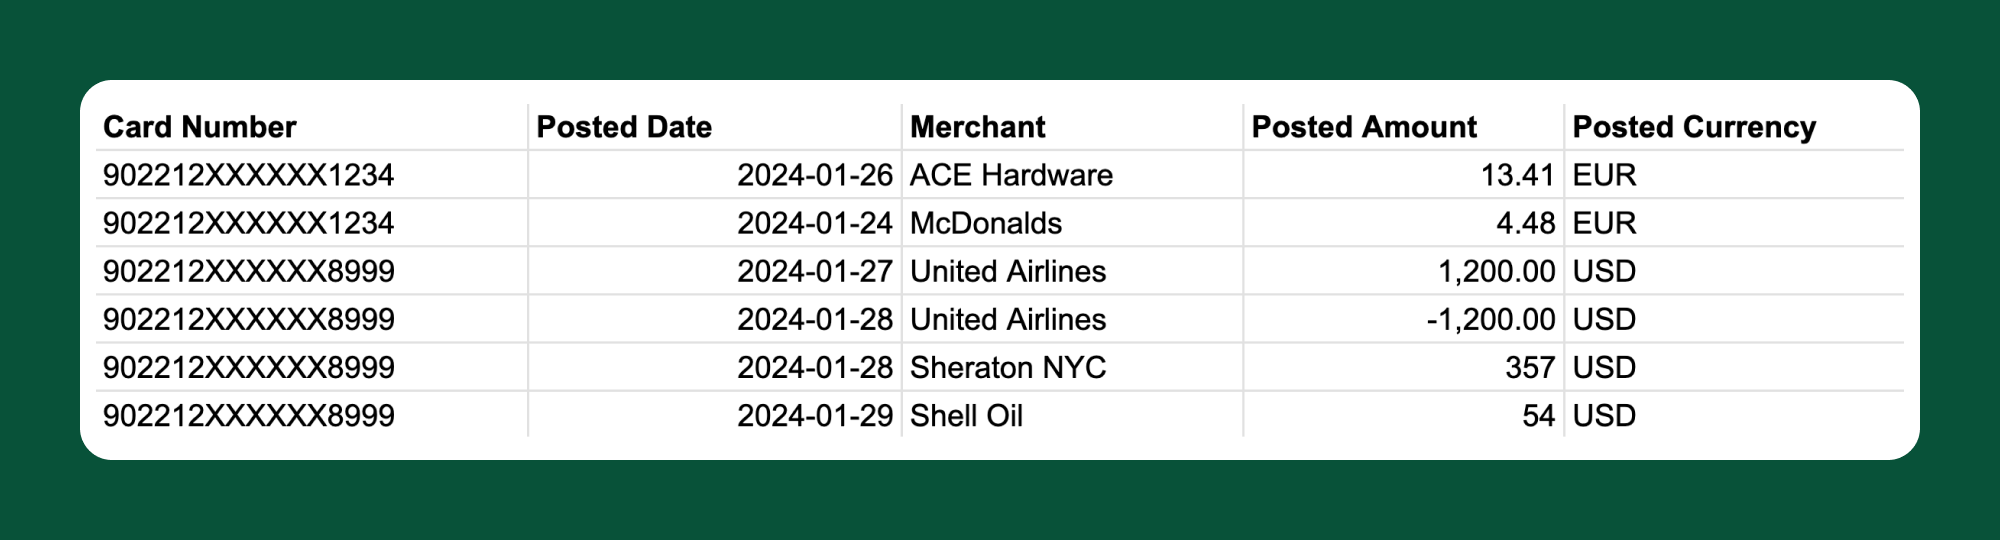 Card Number Posted Date Merchant Posted Amount Posted Currency
902212XXXXXX1234 2024-01-26 ACE Hardware 13.41 EUR
902212XXXXXX1234 2024-01-24 McDonalds 4.48 EUR
902212XXXXXX8999 2024-01-27 United Airlines 1,200.00 USD
902212XXXXXX8999 2024-01-28 United Airlines -1,200.00 USD
902212XXXXXX8999 2024-01-28 Sheraton NYC 357 USD
902212XXXXXX8999 2024-01-29 Shell Oil 54 USD